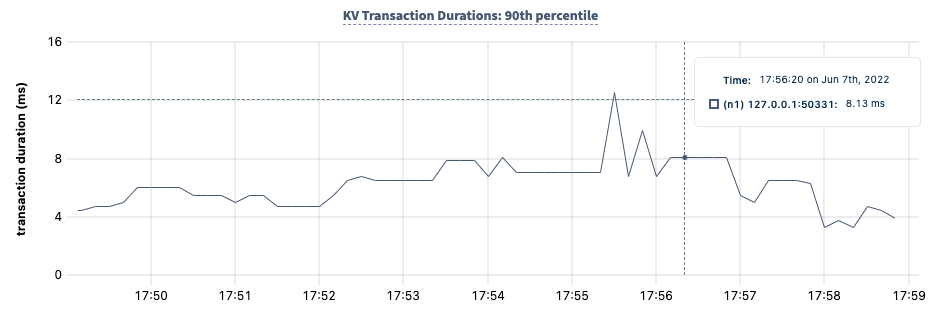 KV Transaction Durations: 90th percentile
transaction duration (ms)
16
12
8
4
0
Time: 17:56:20 on Jun 7th, 2022
(n1) 127.0.0.1:50331: 8.13 ms
17:50 17:51 17:52 17:53 17:54 17:55 17:56 17:57 17:58 17:59